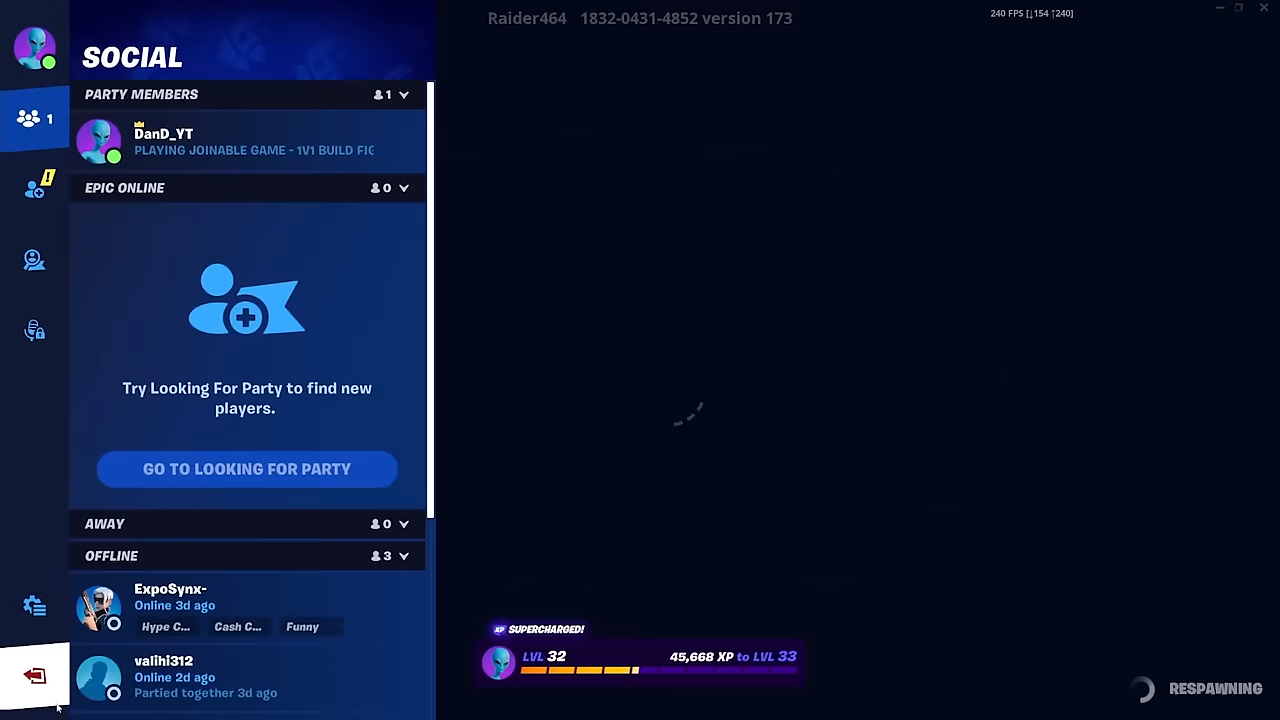 Raider464 1832-0431-4852 version 173
240 FPS [↓154 ↑240]
SOCIAL
PARTY MEMBERS 1
1
DanD_YT
PLAYING JOINABLE GAME - 1V1 BUILD FIG
!
EPIC ONLINE 0
Try Looking For Party to find new
players.
GO TO LOOKING FOR PARTY
AWAY 0
OFFLINE 3
ExpoSynx-
Online 3d ago
Hype C... Cash C... Funny
valihi312
Online 2d ago
Partied together 3d ago
XP SUPERCHARGED!
LVL 32 45,668 XP to LVL 33
RESPAWNING